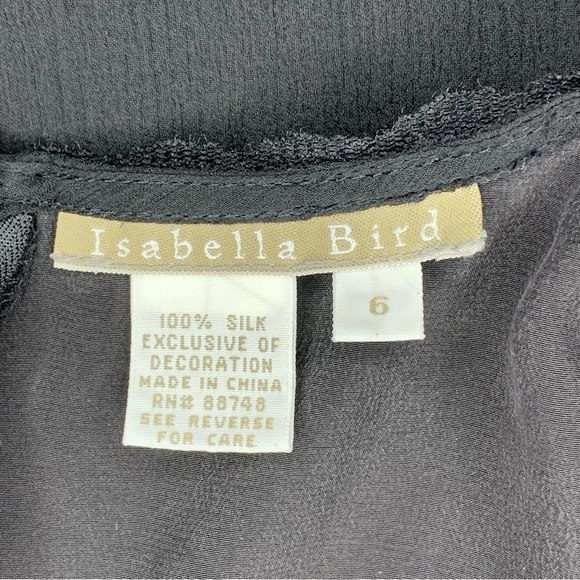 Isabella Bird
6
100% SILK
EXCLUSIVE OF
DECORATION
MADE IN CHINA
RN# 88748
SEE REVERSE
FOR CARE